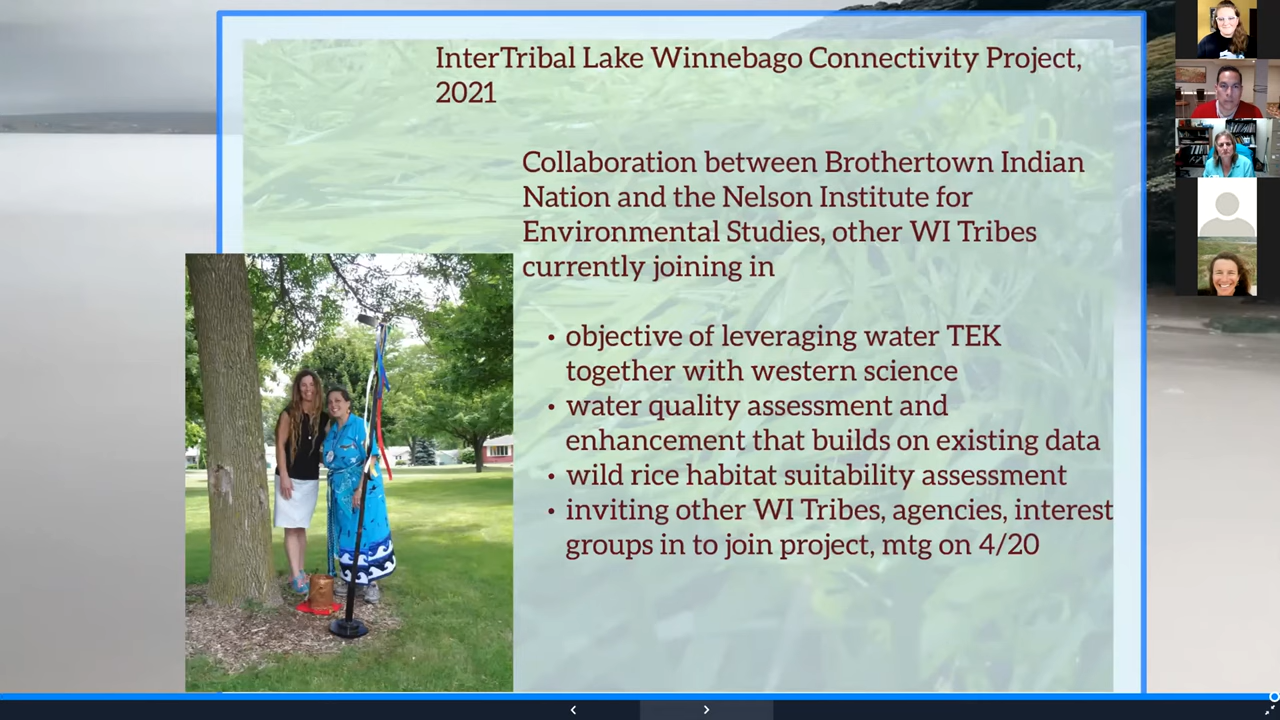 InterTribal Lake Winnebago Connectivity Project,
2021
Collaboration between Brothertown Indian
Nation and the Nelson Institute for
Environmental Studies, other WI Tribes
currently joining in
• objective of leveraging water TEK
together with western science
• water quality assessment and
enhancement that builds on existing data
• wild rice habitat suitability assessment
• inviting other WI Tribes, agencies, interest
groups in to join project, mtg on 4/20